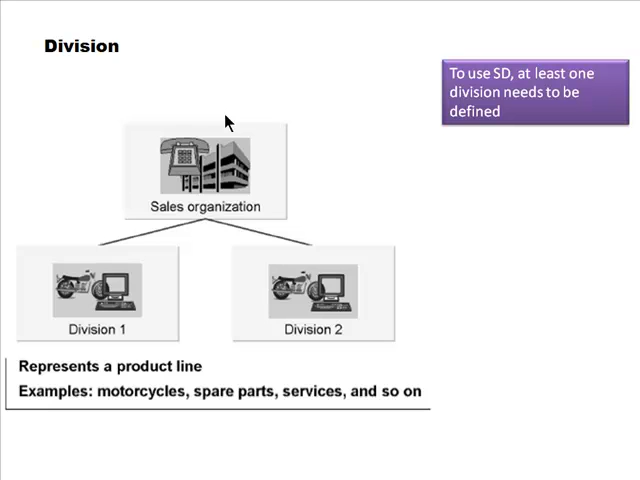 Division
To use SD, at least one
division needs to be
defined
Sales organization
Division 1
Division 2
Represents a product line
Examples: motorcycles, spare parts, services, and so on